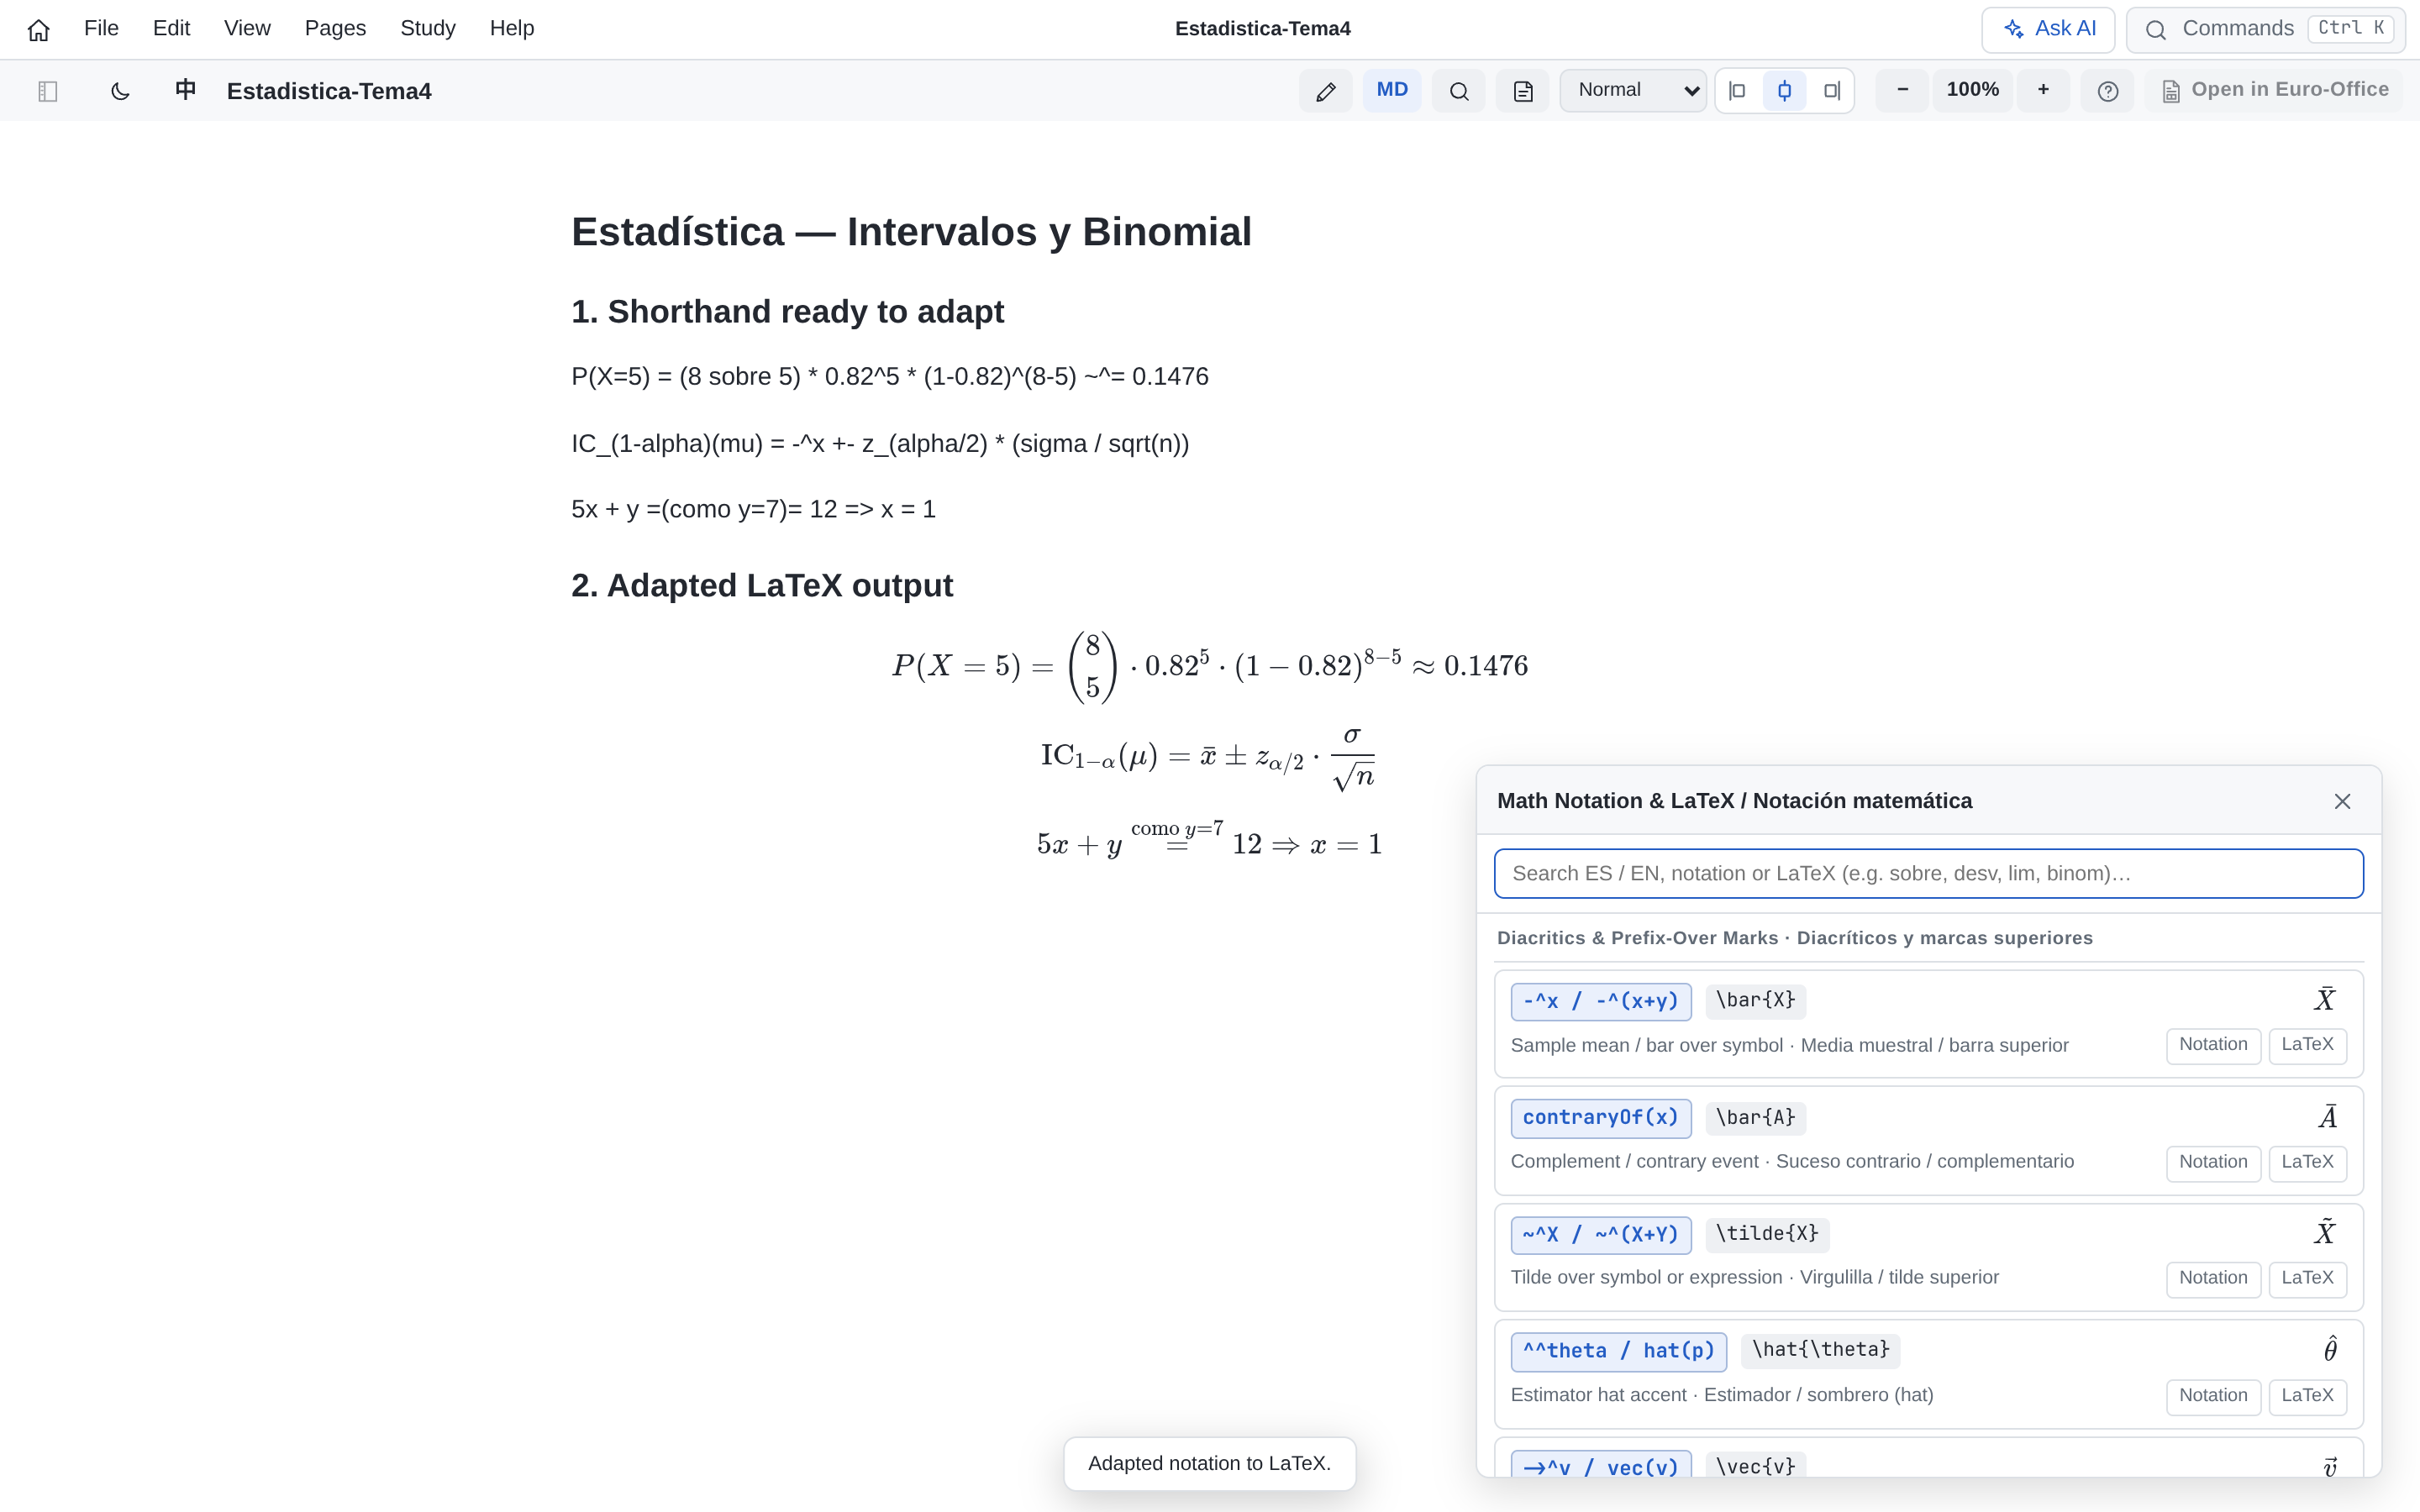 File Edit View Pages Study Help Estadistica-Tema4 Ask AI Commands Ctrl K
中 Estadistica-Tema4 MD Normal − 100% + Open in Euro-Office
Estadística — Intervalos y Binomial
1. Shorthand ready to adapt
P(X=5) = (8 sobre 5) * 0.82^5 * (1-0.82)^(8-5) ~^= 0.1476
IC_(1-alpha)(mu) = -^x +- z_(alpha/2) * (sigma / sqrt(n))
5x + y =(como y=7)= 12 => x = 1
2. Adapted LaTeX output
P(X = 5) = (8 5) · 0.82⁵ · (1 − 0.82)⁸⁻⁵ ≈ 0.1476
IC₁₋α(μ) = x̄ ± z_α/2 · σ/√n
5x + y =(como y=7) 12 ⇒ x = 1
Math Notation & LaTeX / Notación matemática
Search ES / EN, notation or LaTeX (e.g. sobre, desv, lim, binom)…
Diacritics & Prefix-Over Marks · Diacríticos y marcas superiores
-^x / -^(x+y) \bar{X} X̄
Sample mean / bar over symbol · Media muestral / barra superior Notation LaTeX
contraryOf(x) \bar{A} Ā
Complement / contrary event · Suceso contrario / complementario Notation LaTeX
~^X / ~^(X+Y) \tilde{X} X̃
Tilde over symbol or expression · Virgulilla / tilde superior Notation LaTeX
^^theta / hat(p) \hat{\theta} θ̂
Estimator hat accent · Estimador / sombrero (hat) Notation LaTeX
->^v / vec(v) \vec{v} v⃗
Adapted notation to LaTeX.